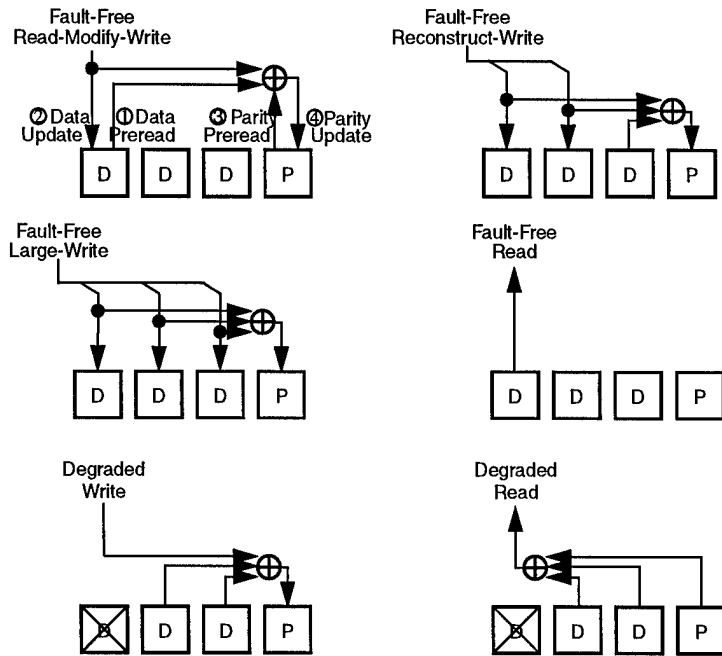 Fault-Free
Read-Modify-Write
② Data
Update
① Data
Preread
③ Parity
Preread
④ Parity
Update
D
D
D
P
Fault-Free
Reconstruct-Write
D
D
D
P
Fault-Free
Large-Write
D
D
D
P
Fault-Free
Read
D
D
D
P
Degraded
Write
D
D
D
P
Degraded
Read
D
D
D
P